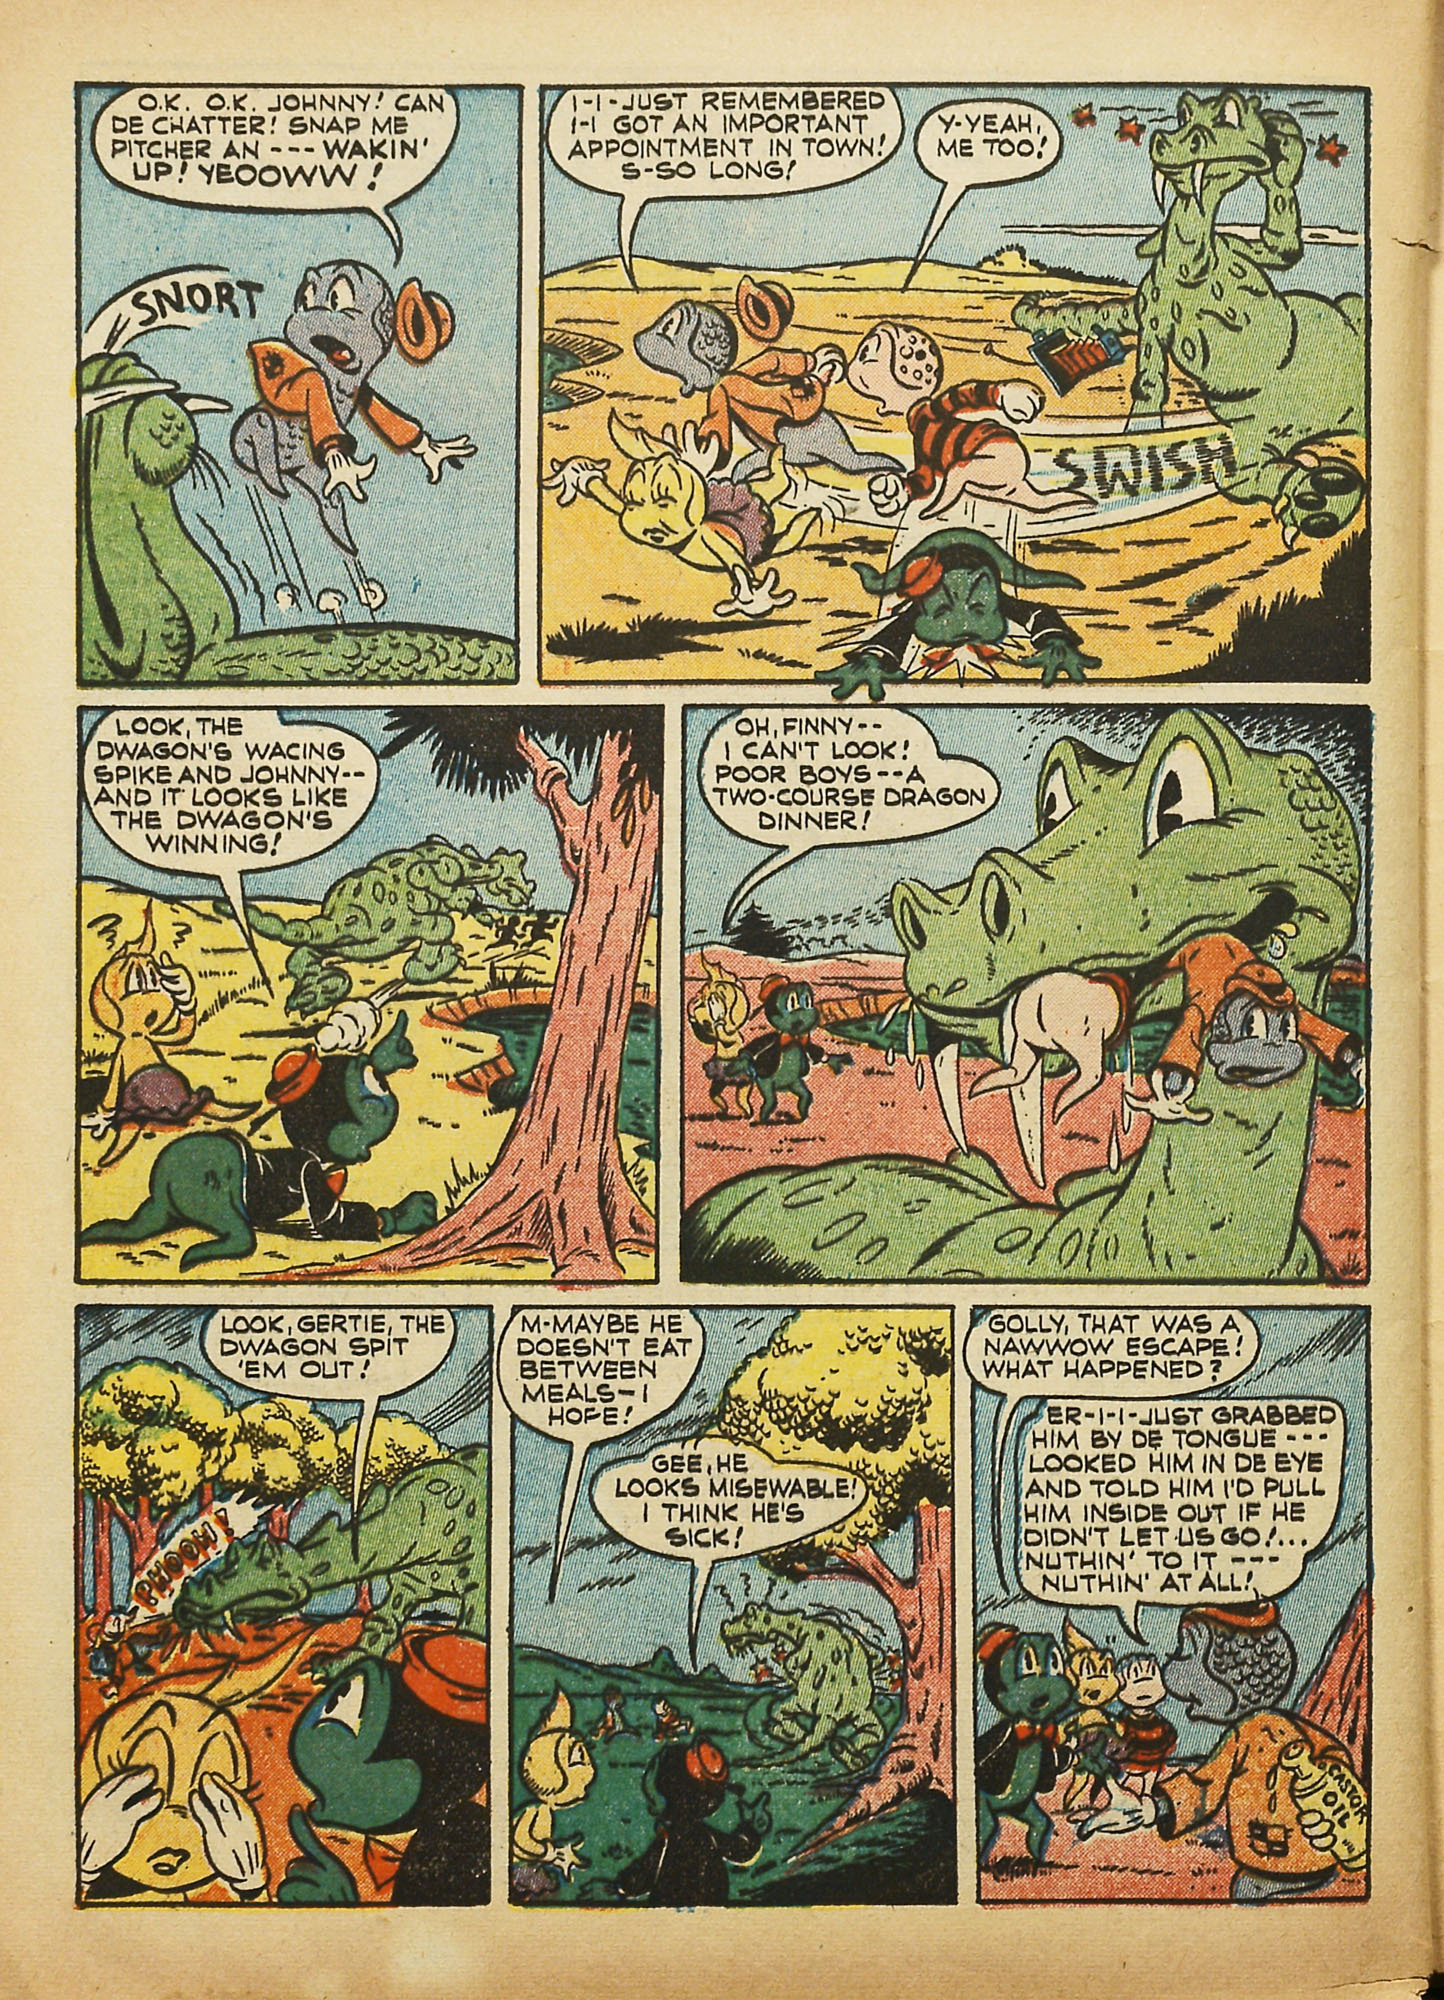 O.K. O.K. JOHNNY! CAN
DE CHATTER! SNAP ME
PITCHER AN --- WAKIN'
UP! YEOOWW!
SNORT
I-I-JUST REMEMBERED
I-I GOT AN IMPORTANT
APPOINTMENT IN TOWN!
S-SO LONG!
Y-YEAH,
ME TOO!
SWISH
LOOK, THE
DWAGON'S WACING
SPIKE AND JOHNNY--
AND IT LOOKS LIKE
THE DWAGON'S
WINNING!
OH, FINNY--
I CAN'T LOOK!
POOR BOYS--A
TWO-COURSE DRAGON
DINNER!
LOOK, GERTIE, THE
DWAGON SPIT
'EM OUT!
PHOOH!
M-MAYBE HE
DOESN'T EAT
BETWEEN
MEALS-I
HOPE!
GEE, HE
LOOKS MISEWABLE!
I THINK HE'S
SICK!
GOLLY, THAT WAS A
NAWWOW ESCAPE!
WHAT HAPPENED?
ER-I-I-JUST GRABBED
HIM BY DE TONGUE ---
LOOKED HIM IN DE EYE
AND TOLD HIM I'D PULL
HIM INSIDE OUT IF HE
DIDN'T LET US GO!...
NUTHIN' TO IT ---
NUTHIN' AT ALL!
CASTOR
OIL